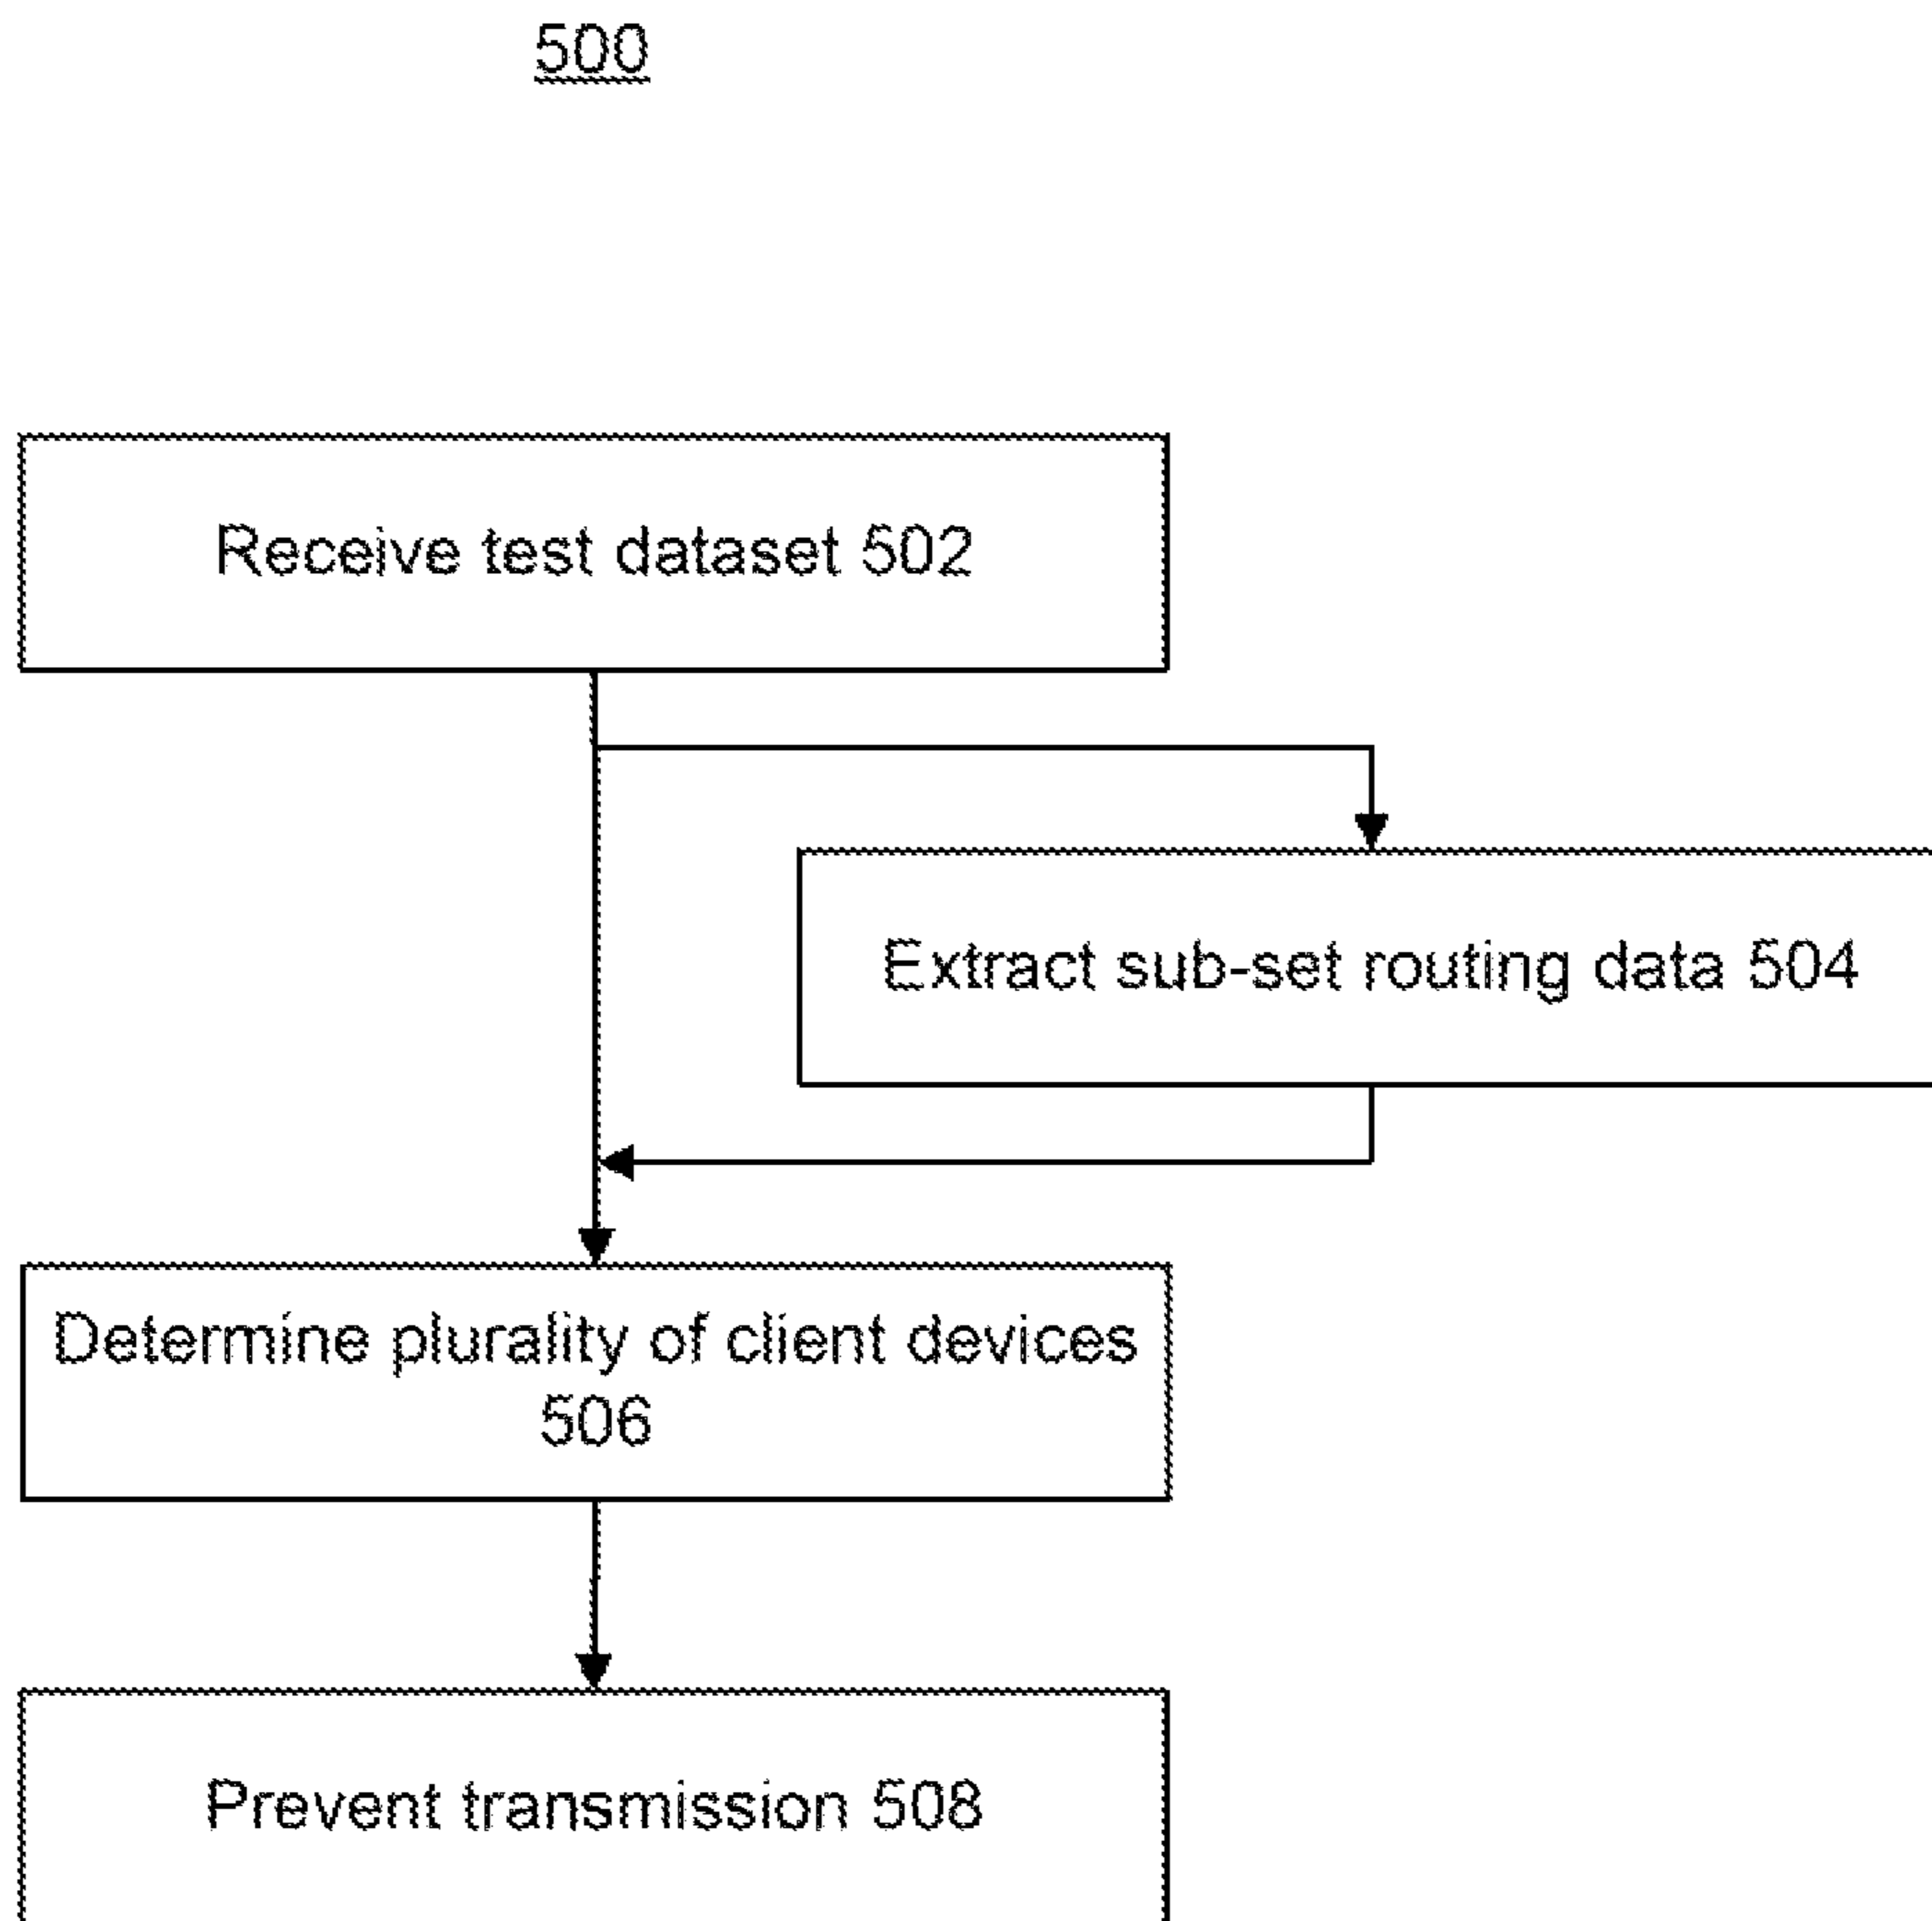 500
Receive test dataset 502
Extract sub-set routing data 504
Determine plurality of client devices
506
Prevent transmission 508